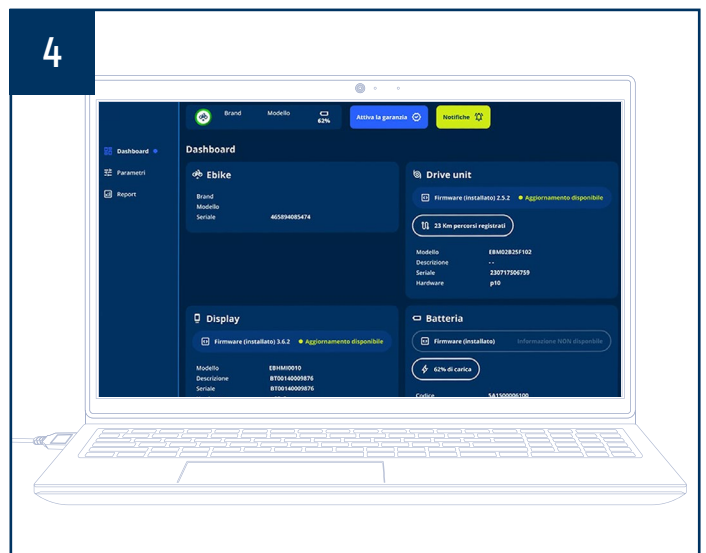 4
Brand Modello 62% Attiva la garanzia Notifiche
Dashboard
Parametri
Report
Dashboard
Ebike
Brand
Modello
Seriale 465894085474
Drive unit
Firmware (installato) 2.5.2 Aggiornamento disponibile
23 Km percorsi registrati
Modello EBM02B25F102
Descrizione - -
Seriale 230717506759
Hardware p10
Display
Firmware (installato) 3.6.2 Aggiornamento disponibile
Modello EBHMI0010
Descrizione BT00140009876
Seriale BT00140009876
Batteria
Firmware (installato) Informazione NON disponibile
62% di carica
Codice SA1500006100